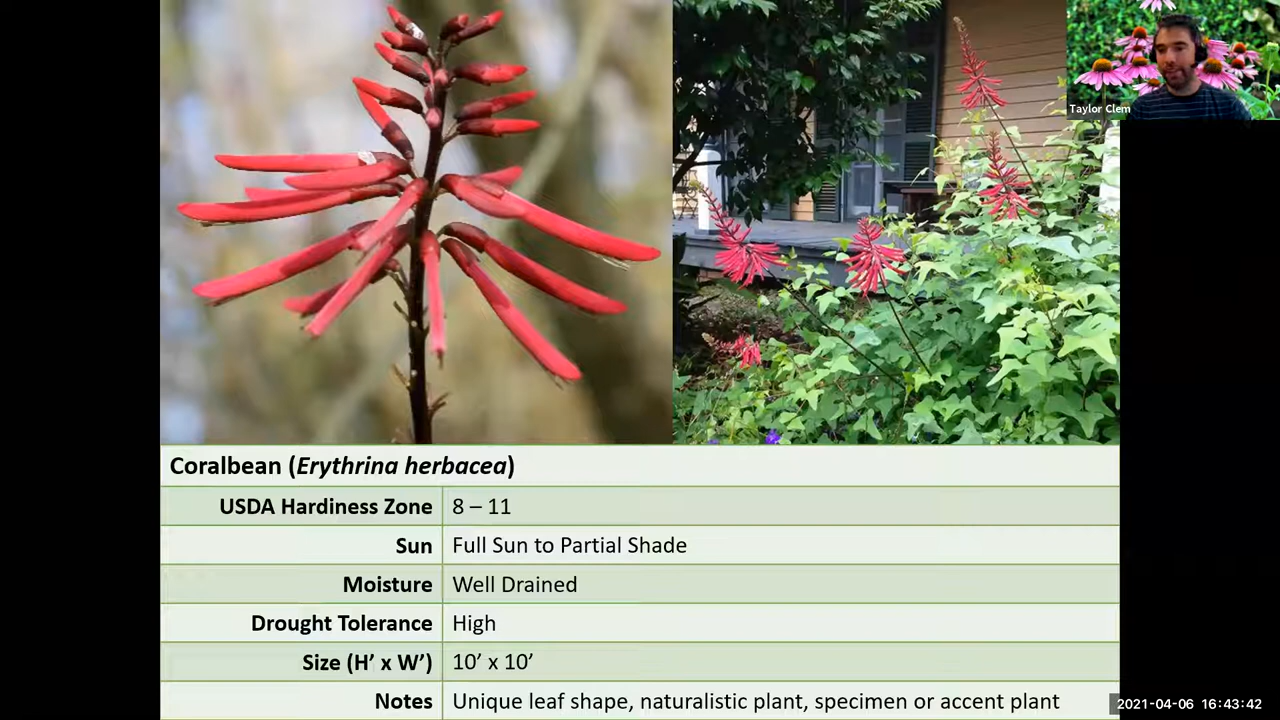 Taylor Clem
Coralbean (Erythrina herbacea)
USDA Hardiness Zone 8 – 11
Sun Full Sun to Partial Shade
Moisture Well Drained
Drought Tolerance High
Size (H’ x W’) 10’ x 10’
Notes Unique leaf shape, naturalistic plant, specimen or accent plant
2021-04-06 16:43:42